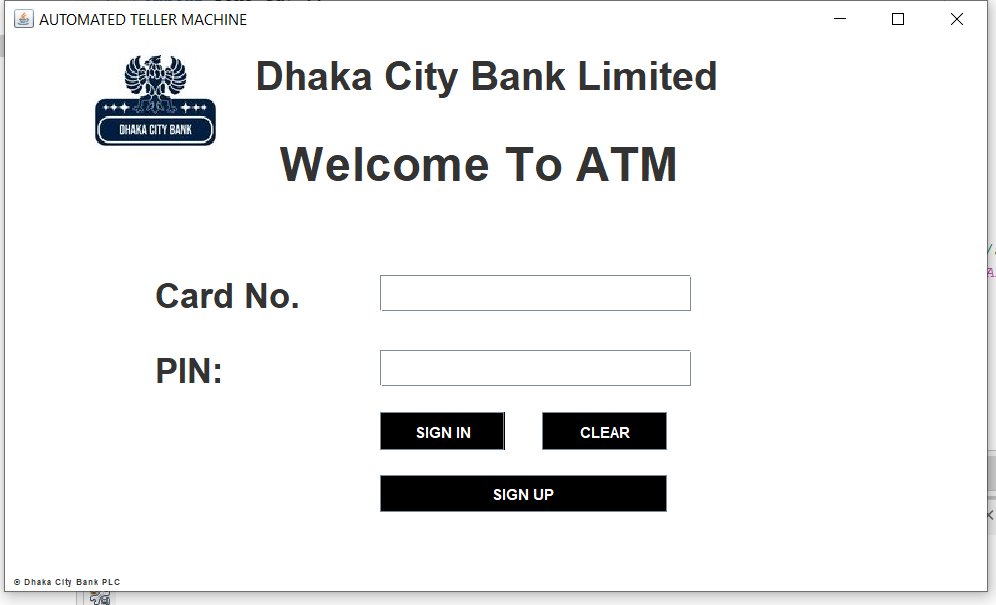 AUTOMATED TELLER MACHINE
Dhaka City Bank Limited
DHAKA CITY BANK
Welcome To ATM
Card No.
PIN:
SIGN IN
CLEAR
SIGN UP
© Dhaka City Bank PLC